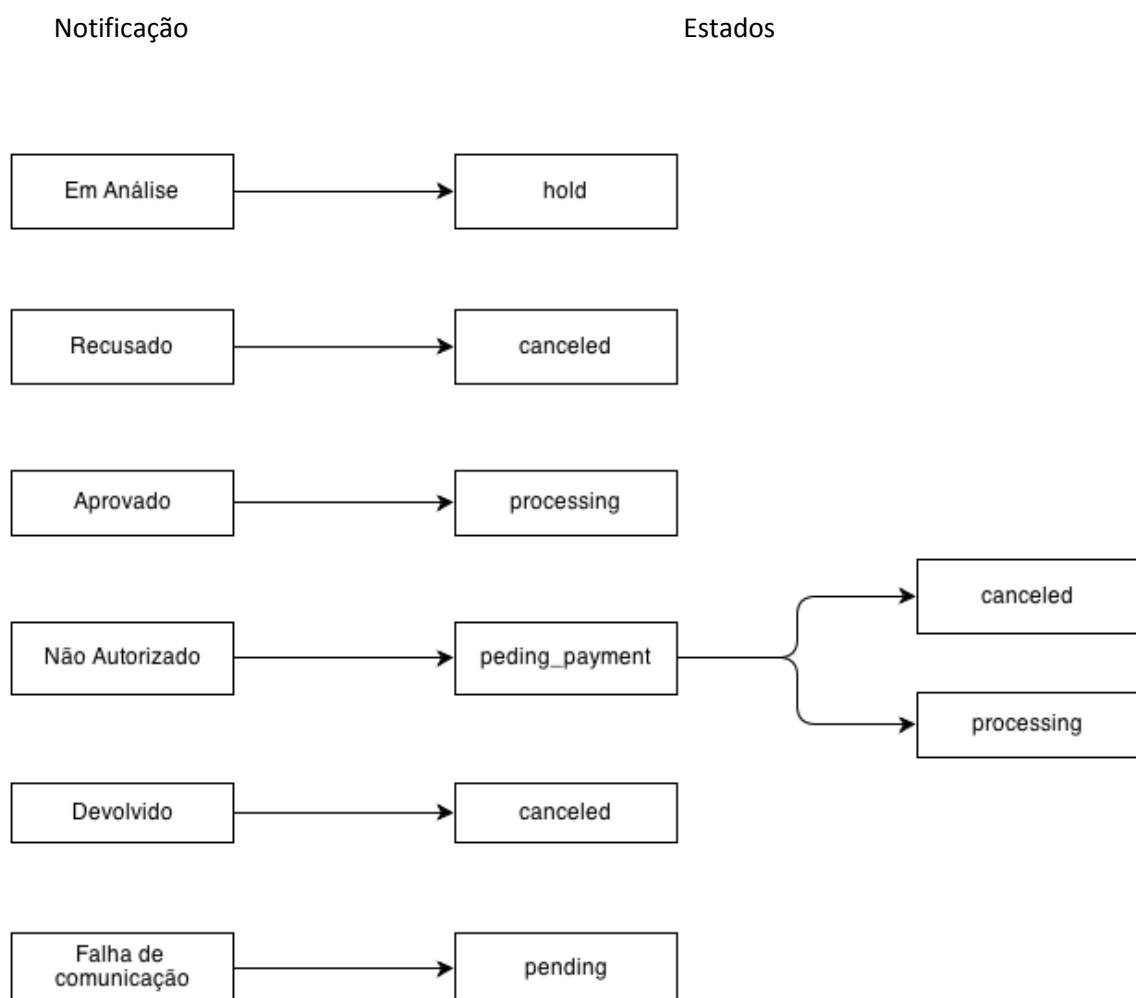 Notificação
Estados
Em Análise
hold
Recusado
canceled
Aprovado
processing
Não Autorizado
peding_payment
canceled
processing
Devolvido
canceled
Falha de
comunicação
pending